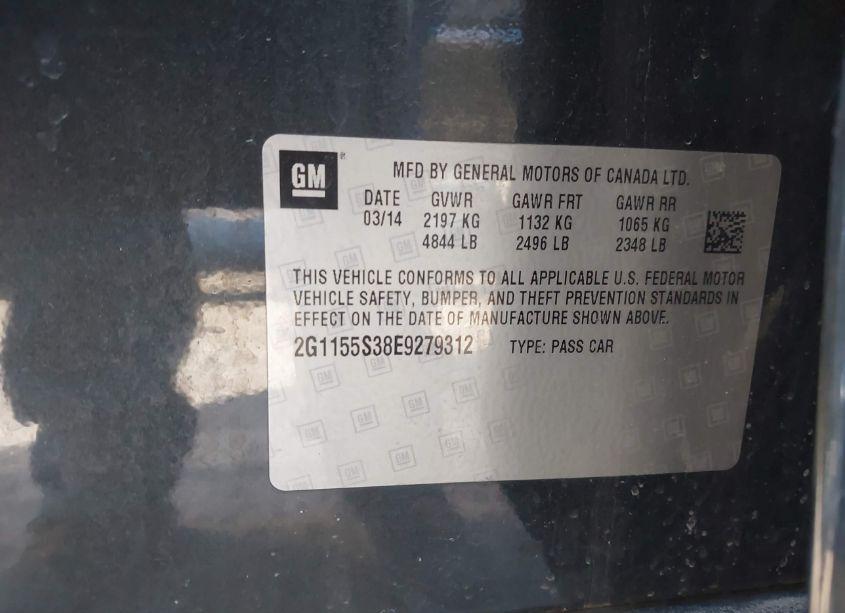 GM
MFD BY GENERAL MOTORS OF CANADA LTD.
DATE GVWR GAWR FRT GAWR RR
03/14 2197 KG 1132 KG 1065 KG
4844 LB 2496 LB 2348 LB
THIS VEHICLE CONFORMS TO ALL APPLICABLE U.S. FEDERAL MOTOR
VEHICLE SAFETY, BUMPER, AND THEFT PREVENTION STANDARDS IN
EFFECT ON THE DATE OF MANUFACTURE SHOWN ABOVE.
2G1155S38E9279312 TYPE: PASS CAR